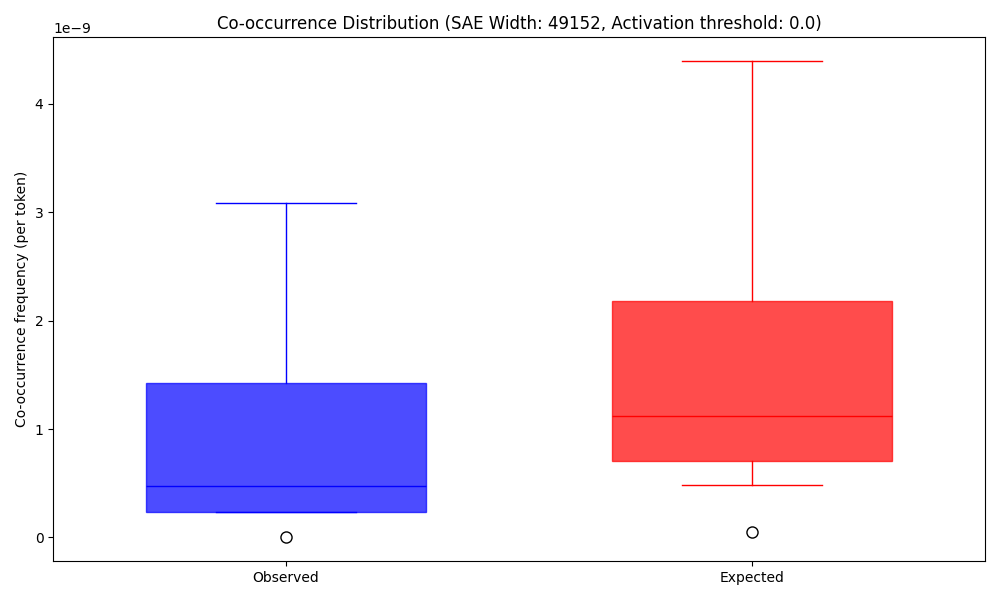 Co-occurrence Distribution (SAE Width: 49152, Activation threshold: 0.0)
1e−9
Co-occurrence frequency (per token)
4
3
2
1
0
Observed
Expected